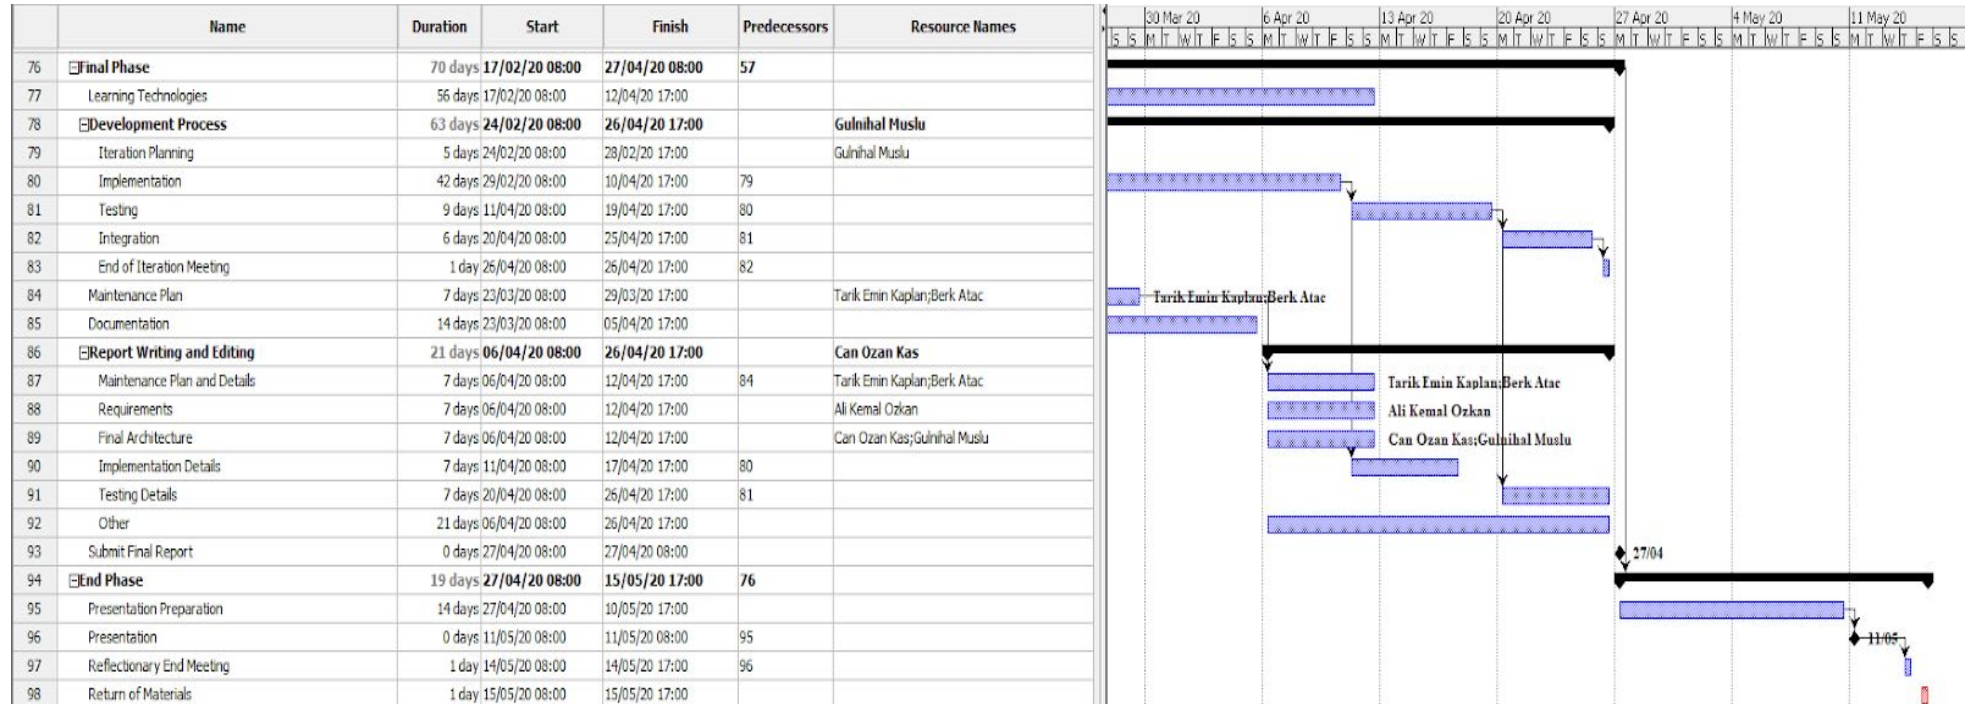 Name Duration Start Finish Predecessors Resource Names
30 Mar 20 6 Apr 20 13 Apr 20 20 Apr 20 27 Apr 20 4 May 20 11 May 20
S S M T W T F S S M T W T F S S M T W T F S S M T W T F S S M T W T F S S M T W T F S S M T W T F S S
76 Final Phase 70 days 17/02/20 08:00 27/04/20 08:00 57
77 Learning Technologies 56 days 17/02/20 08:00 12/04/20 17:00
78 Development Process 63 days 24/02/20 08:00 26/04/20 17:00 Gulnihal Muslu
79 Iteration Planning 5 days 24/02/20 08:00 28/02/20 17:00 Gulnihal Muslu
80 Implementation 42 days 29/02/20 08:00 10/04/20 17:00 79
81 Testing 9 days 11/04/20 08:00 19/04/20 17:00 80
82 Integration 6 days 20/04/20 08:00 25/04/20 17:00 81
83 End of Iteration Meeting 1 day 26/04/20 08:00 26/04/20 17:00 82
84 Maintenance Plan 7 days 23/03/20 08:00 29/03/20 17:00 Tarik Emin Kaplan;Berk Atac Tarik Emin Kaplan;Berk Atac
85 Documentation 14 days 23/03/20 08:00 05/04/20 17:00
86 Report Writing and Editing 21 days 06/04/20 08:00 26/04/20 17:00 Can Ozan Kas
87 Maintenance Plan and Details 7 days 06/04/20 08:00 12/04/20 17:00 84 Tarik Emin Kaplan;Berk Atac Tarik Emin Kaplan;Berk Atac
88 Requirements 7 days 06/04/20 08:00 12/04/20 17:00 Ali Kemal Ozkan Ali Kemal Ozkan
89 Final Architecture 7 days 06/04/20 08:00 12/04/20 17:00 Can Ozan Kas;Gulnihal Muslu Can Ozan Kas;Gulnihal Muslu
90 Implementation Details 7 days 11/04/20 08:00 17/04/20 17:00 80
91 Testing Details 7 days 20/04/20 08:00 26/04/20 17:00 81
92 Other 21 days 06/04/20 08:00 26/04/20 17:00
93 Submit Final Report 0 days 27/04/20 08:00 27/04/20 08:00 27/04
94 End Phase 19 days 27/04/20 08:00 15/05/20 17:00 76
95 Presentation Preparation 14 days 27/04/20 08:00 10/05/20 17:00
96 Presentation 0 days 11/05/20 08:00 11/05/20 08:00 95 11/05
97 Reflectionary End Meeting 1 day 14/05/20 08:00 14/05/20 17:00 96
98 Return of Materials 1 day 15/05/20 08:00 15/05/20 17:00